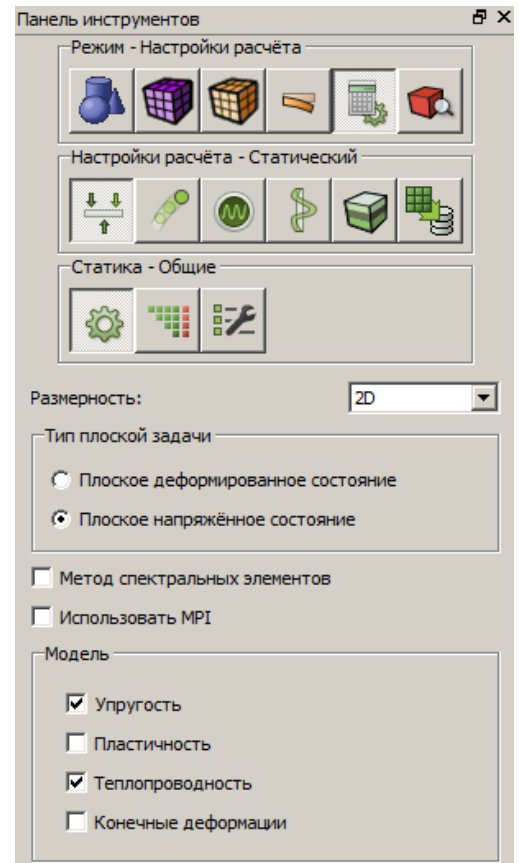 Панель инструментов
Режим - Настройки расчёта
Настройки расчёта - Статический
Статика - Общие
Размерность: 2D
Тип плоской задачи
Плоское деформированное состояние
Плоское напряжённое состояние
Метод спектральных элементов
Использовать MPI
Модель
Упругость
Пластичность
Теплопроводность
Конечные деформации